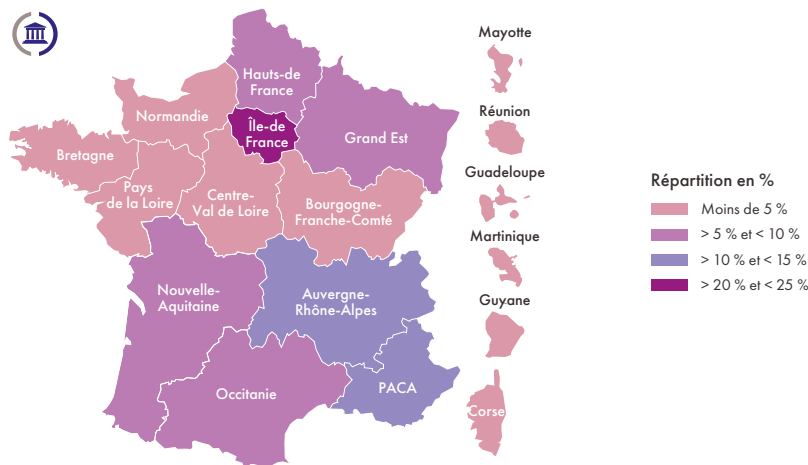 Hauts-de
France
Normandie
Île-de
France
Grand Est
Bretagne
Pays
de la Loire
Centre-
Val de Loire
Bourgogne-
Franche-Comté
Nouvelle-
Aquitaine
Auvergne-
Rhône-Alpes
Occitanie
PACA
Mayotte
Réunion
Guadeloupe
Martinique
Guyane
Corse
Répartition en %
Moins de 5 %
> 5 % et < 10 %
> 10 % et < 15 %
> 20 % et < 25 %